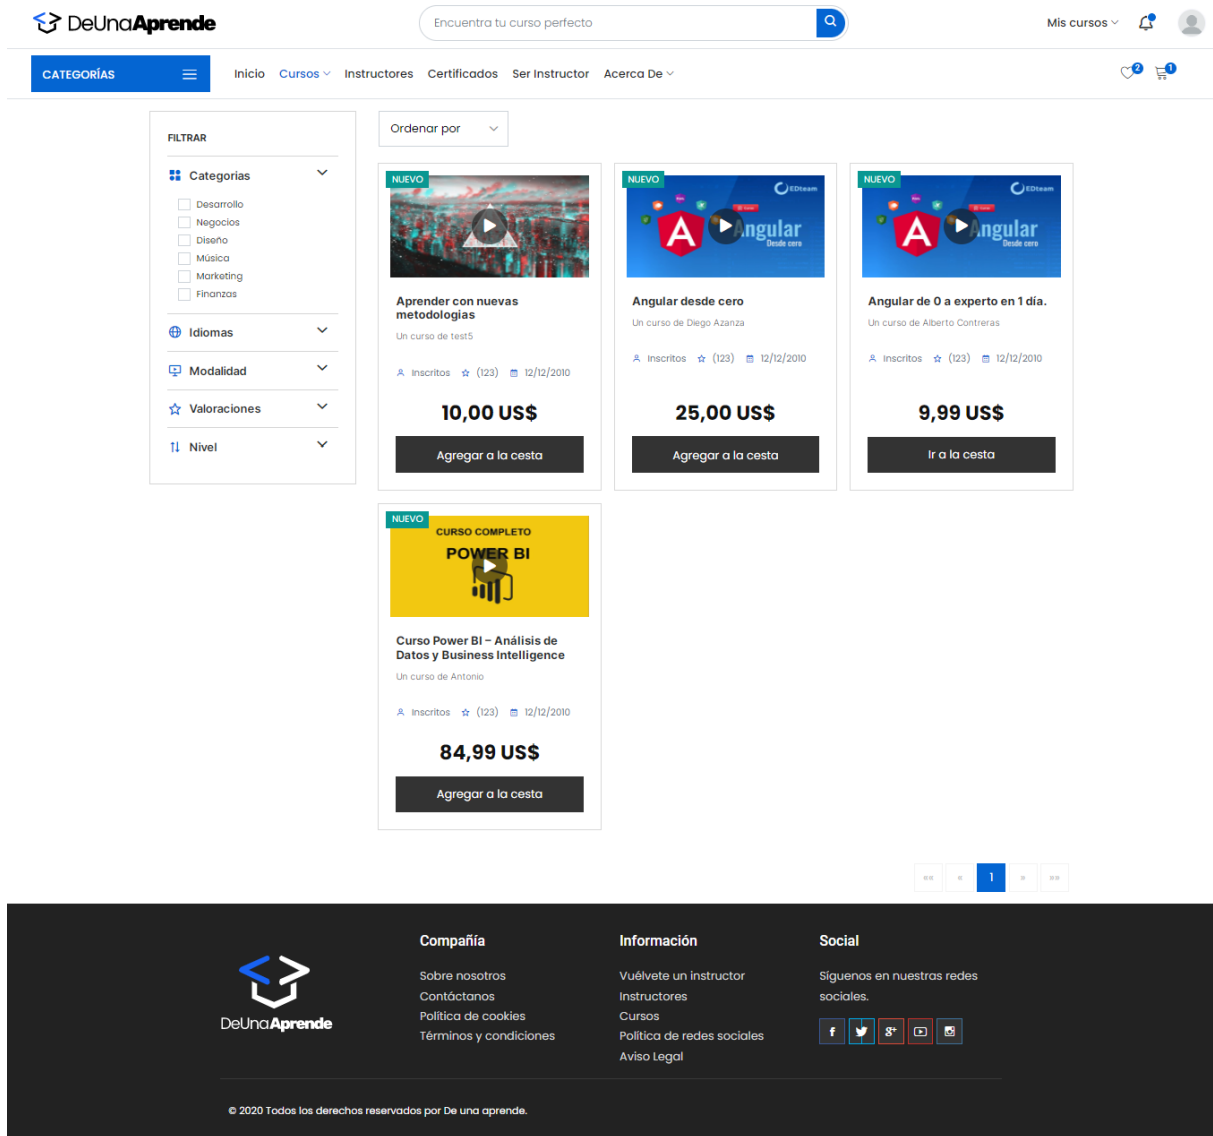 DeUnaAprende
Encuentra tu curso perfecto
Mis cursos
CATEGORÍAS
Inicio Cursos Instructores Certificados Ser Instructor Acerca De
2 1
FILTRAR
Categorias
Desarrollo
Negocios
Diseño
Música
Marketing
Finanzas
Idiomas
Modalidad
Valoraciones
Nivel
Ordenar por
NUEVO
Aprender con nuevas
metodologias
Un curso de test5
Inscritos (123) 12/12/2010
10,00 US$
Agregar a la cesta
NUEVO
EDteam
Angular
Desde cero
Angular desde cero
Un curso de Diego Azanza
Inscritos (123) 12/12/2010
25,00 US$
Agregar a la cesta
NUEVO
EDteam
Angular
Desde cero
Angular de 0 a experto en 1 día.
Un curso de Alberto Contreras
Inscritos (123) 12/12/2010
9,99 US$
Ir a la cesta
NUEVO
CURSO COMPLETO
POWER BI
Curso Power BI – Análisis de
Datos y Business Intelligence
Un curso de Antonio
Inscritos (123) 12/12/2010
84,99 US$
Agregar a la cesta
«« « 1 » »»
DeUnaAprende
Compañía
Sobre nosotros
Contáctanos
Política de cookies
Términos y condiciones
Información
Vuélvete un instructor
Instructores
Cursos
Política de redes sociales
Aviso Legal
Social
Síguenos en nuestras redes
sociales.
© 2020 Todos los derechos reservados por De una aprende.